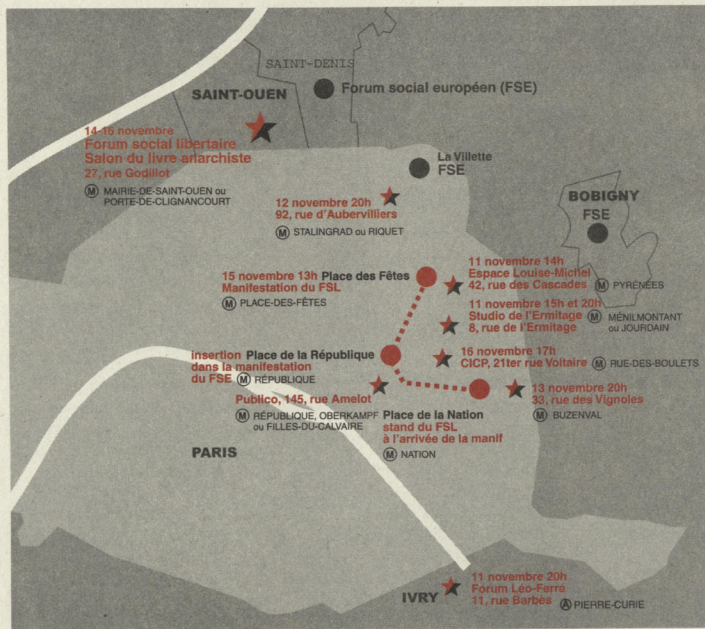 SAINT-DENIS
SAINT-OUEN
Forum social européen (FSE)
14-16 novembre
Forum social libertaire
Salon du livre anarchiste
27, rue Godillot
M MAIRIE-DE-SAINT-OUEN ou
PORTE-DE-CLIGNANCOURT
La Villette
FSE
12 novembre 20h
92, rue d'Aubervilliers
M STALINGRAD ou RIQUET
BOBIGNY
FSE
15 novembre 13h Place des Fêtes
Manifestation du FSL
M PLACE-DES-FÊTES
11 novembre 14h
Espace Louise-Michel
42, rue des Cascades M PYRÉNÉES
11 novembre 15h et 20h
Studio de l'Ermitage M MÉNILMONTANT
8, rue de l'Ermitage ou JOURDAIN
insertion Place de la République
dans la manifestation
du FSE M RÉPUBLIQUE
16 novembre 17h
CICP, 21ter rue Voltaire M RUE-DES-BOULETS
Publico, 145, rue Amelot
M RÉPUBLIQUE, OBERKAMPF
ou FILLES-DU-CALVAIRE
Place de la Nation
stand du FSL
à l'arrivée de la manif
M NATION
13 novembre 20h
33, rue des Vignoles
M BUZENVAL
PARIS
IVRY
11 novembre 20h
Forum Léo-Ferré
11, rue Barbès A PIERRE-CURIE